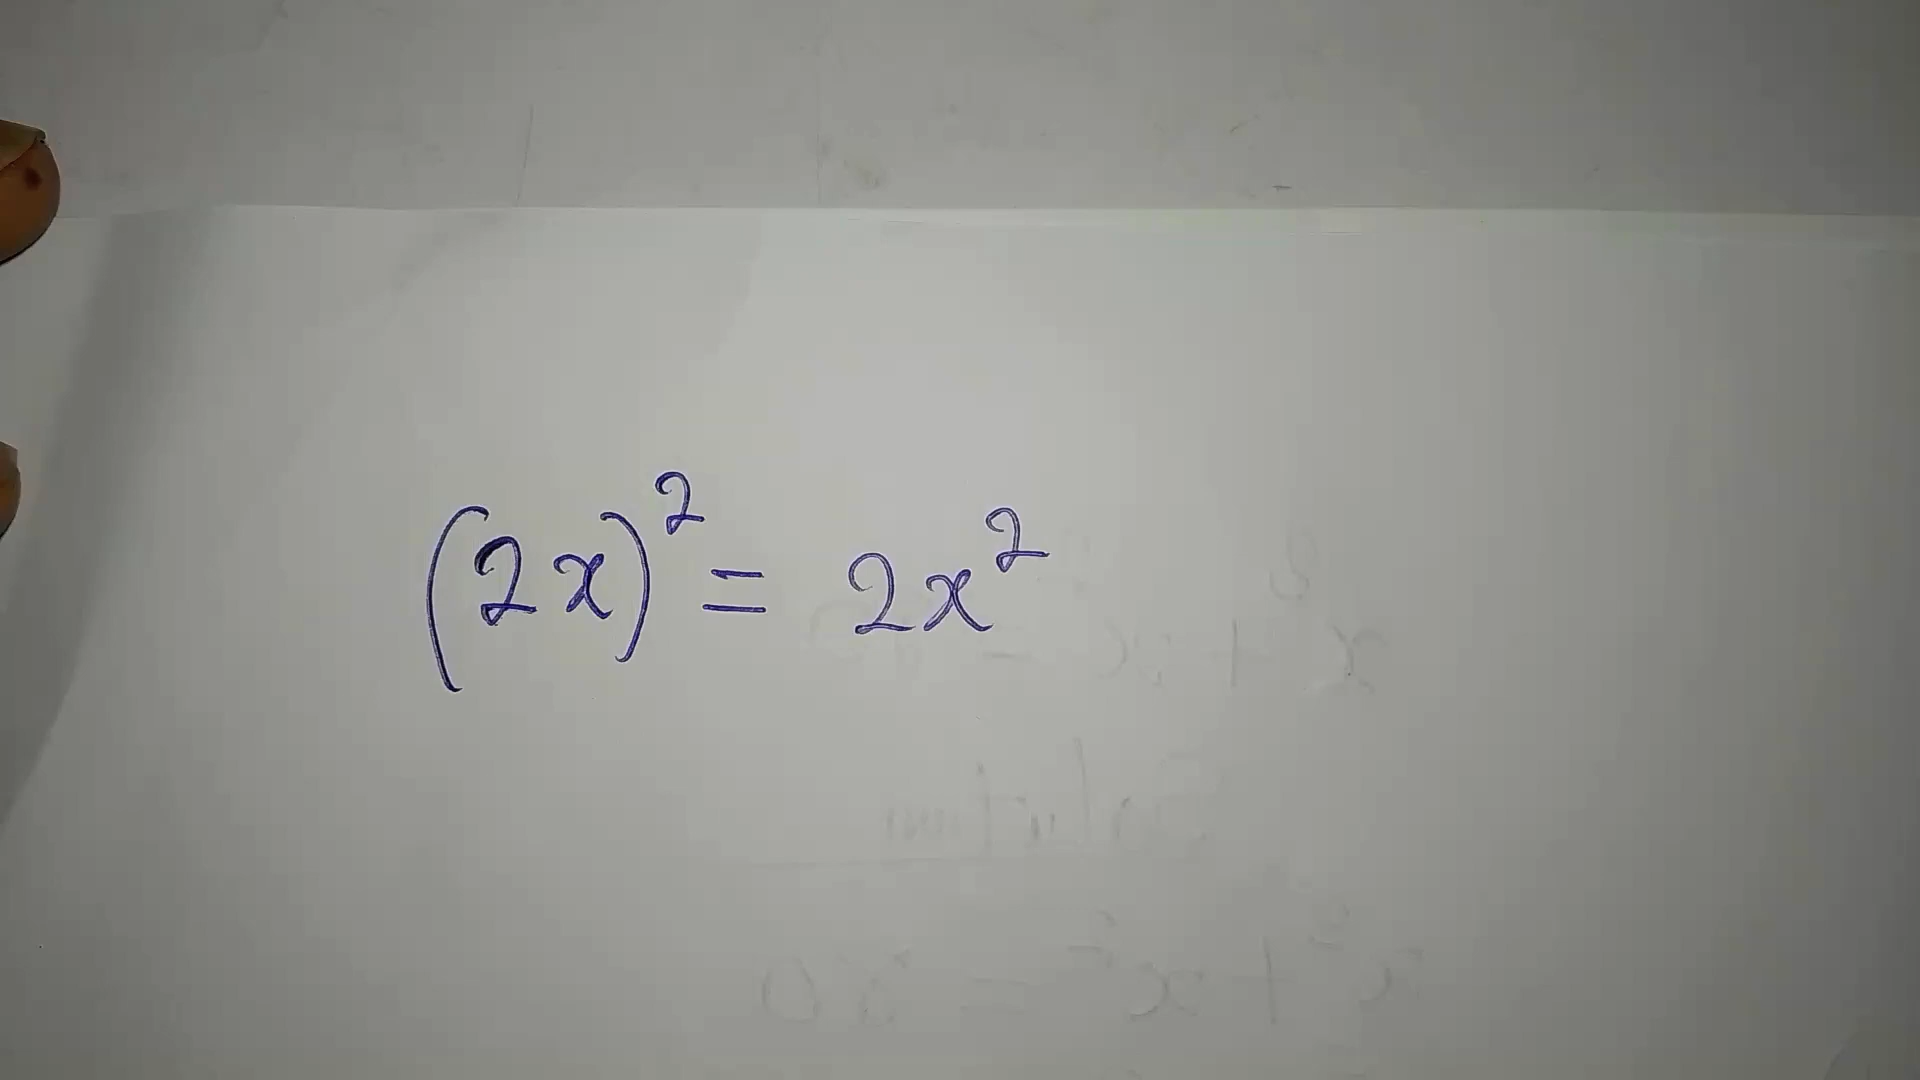 (2x)² = 2x²